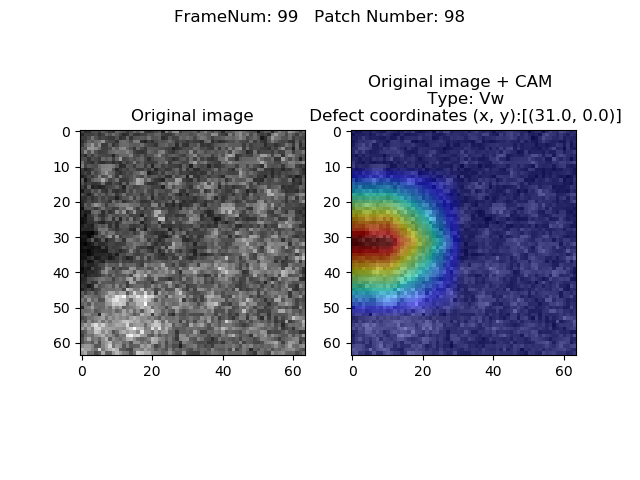 FrameNum: 99   Patch Number: 98
Original image
Original image + CAM
Type: Vw
Defect coordinates (x, y):[(31.0, 0.0)]
0
10
20
30
40
50
60
0 20 40 60
0
10
20
30
40
50
60
0 20 40 60